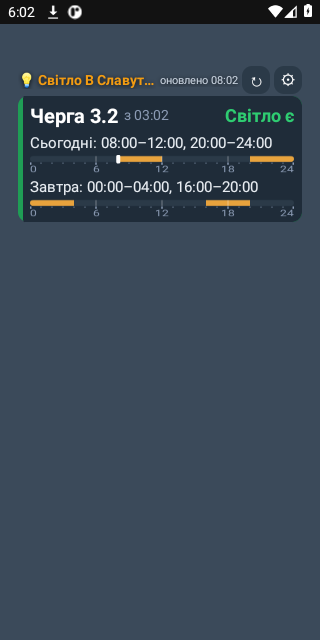 6:02
Світло В Славут… оновлено 08:02
Черга 3.2 з 03:02 Світло є
Сьогодні: 08:00–12:00, 20:00–24:00
0 6 12 18 24
Завтра: 00:00–04:00, 16:00–20:00
0 6 12 18 24